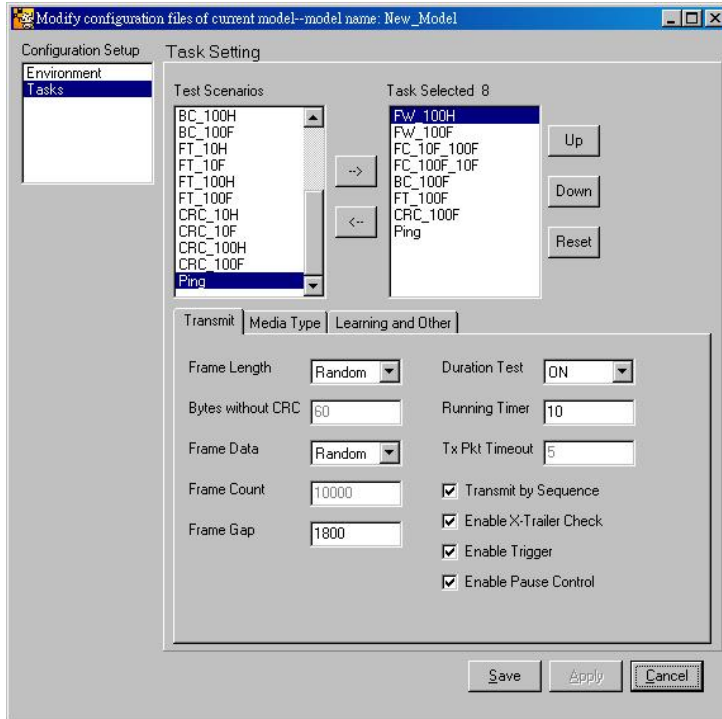 Modify configuration files of current model--model name: New_Model
Configuration Setup
Environment
Tasks
Task Setting
Test Scenarios
BC_100H
BC_100F
FT_10H
FT_10F
FT_100H
FT_100F
CRC_10H
CRC_10F
CRC_100H
CRC_100F
Ping
-->
<--
Task Selected 8
FW_100H
FW_100F
FC_10F_100F
FC_100F_10F
BC_100F
FT_100F
CRC_100F
Ping
Up
Down
Reset
Transmit
Media Type
Learning and Other
Frame Length
Random
Bytes without CRC
60
Frame Data
Random
Frame Count
10000
Frame Gap
1800
Duration Test
ON
Running Timer
10
Tx Pkt Timeout
5
Transmit by Sequence
Enable X-Trailer Check
Enable Trigger
Enable Pause Control
Save
Apply
Cancel